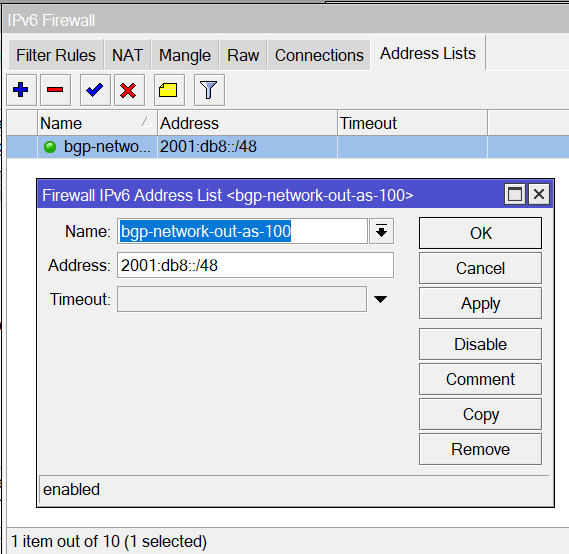 IPv6 Firewall
Filter Rules NAT Mangle Raw Connections Address Lists
Name Address Timeout
bgp-netwo... 2001:db8::/48
Firewall IPv6 Address List <bgp-network-out-as-100>
Name: bgp-network-out-as-100 OK
Address: 2001:db8::/48 Cancel
Timeout: Apply
Disable
Comment
Copy
Remove
enabled
1 item out of 10 (1 selected)